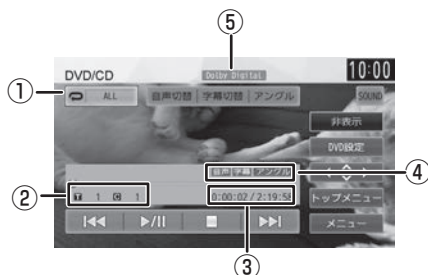 ⑤
DVD/CD Dolby Digital 10:00
① ALL 音声切替 字幕切替 アングル SOUND
非表示
DVD設定
音声 字幕 アングル ④
② T 1 C 1 0:00:02 / 2:19:58 トップメニュー
メニュー
③